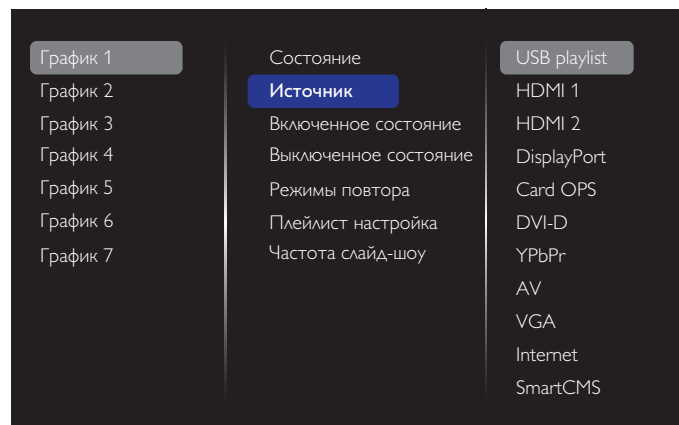 График 1
График 2
График 3
График 4
График 5
График 6
График 7
Состояние
Источник
Включенное состояние
Выключенное состояние
Режимы повтора
Плейлист настройка
Частота слайд-шоу
USB playlist
HDMI 1
HDMI 2
DisplayPort
Card OPS
DVI-D
YPbPr
AV
VGA
Internet
SmartCMS